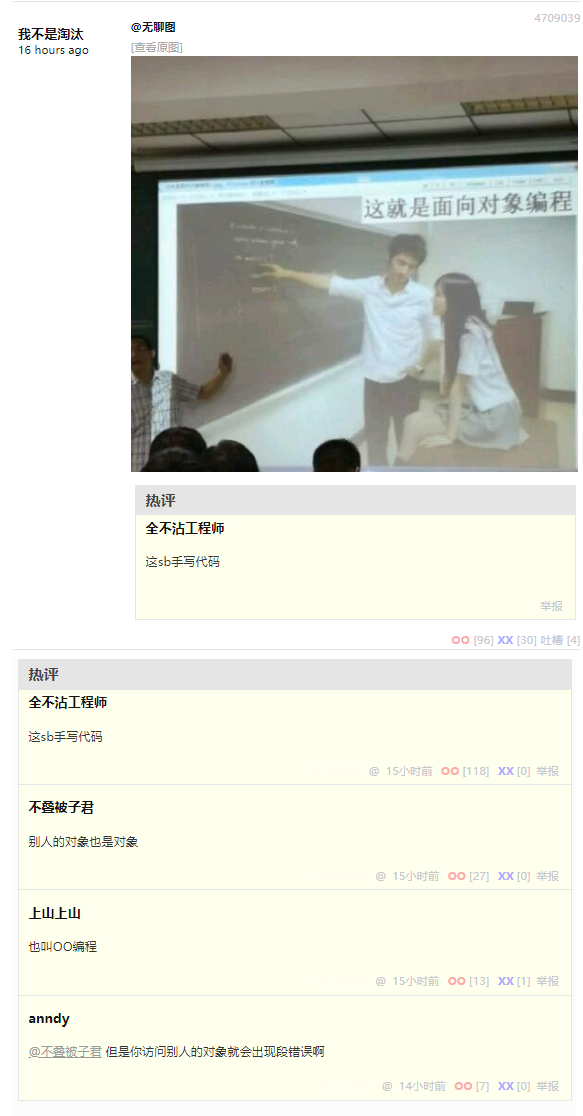 4709039
我不是淘汰
16 hours ago
@无聊图
[查看原图]
这就是面向对象编程
热评
全不沾工程师
这sb手写代码
举报
OO [96] XX [30] 吐槽 [4]
热评
全不沾工程师
这sb手写代码
@ 15小时前 OO [118] XX [0] 举报
不叠被子君
别人的对象也是对象
@ 15小时前 OO [27] XX [0] 举报
上山上山
也叫OO编程
@ 15小时前 OO [13] XX [1] 举报
anndy
@不叠被子君 但是你访问别人的对象就会出现段错误啊
@ 14小时前 OO [7] XX [0] 举报